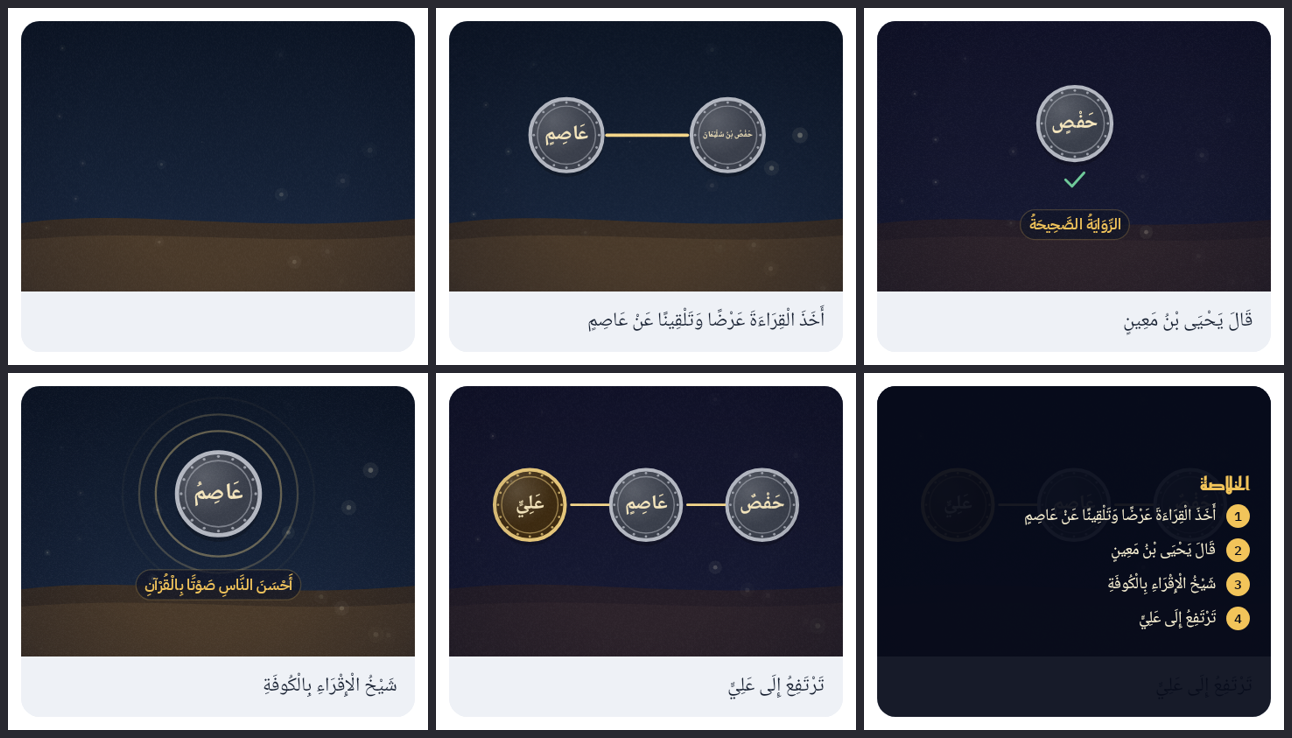 عَاصِمٍ
حَفْصُ بْنُ سُلَيْمَانَ
أَخَذَ الْقِرَاءَةَ عَرْضًا وَتَلْقِينًا عَنْ عَاصِمٍ
حَفْصٍ
الرِّوَايَةُ الصَّحِيحَةُ
قَالَ يَحْيَى بْنُ مَعِينٍ
عَاصِمُ
أَحْسَنَ النَّاسِ صَوْتًا بِالْقُرْآنِ
شَيْخُ الْإِقْرَاءِ بِالْكُوفَةِ
عَلِيٍّ
عَاصِمٍ
حَفْصٌ
تَرْتَفِعُ إِلَى عَلِيٍّ
الخلاصة
1 أَخَذَ الْقِرَاءَةَ عَرْضًا وَتَلْقِينًا عَنْ عَاصِمٍ
2 قَالَ يَحْيَى بْنُ مَعِينٍ
3 شَيْخُ الْإِقْرَاءِ بِالْكُوفَةِ
4 تَرْتَفِعُ إِلَى عَلِيٍّ
عَلِيٍّ
عَاصِمٍ
حَفْصٌ
تَرْتَفِعُ إِلَى عَلِيٍّ